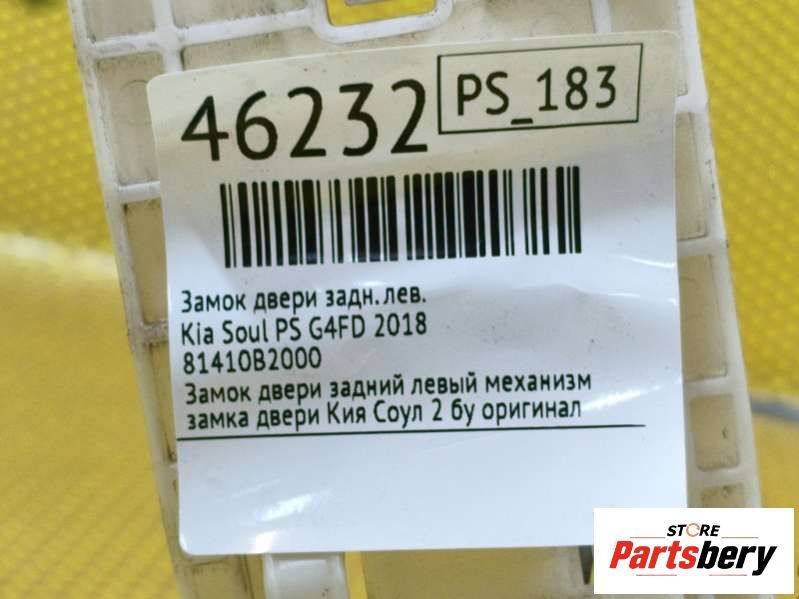 46232
PS_183
Замок двери задн.лев.
Kia Soul PS G4FD 2018
81410B2000
Замок двери задний левый механизм
замка двери Кия Соул 2 бу оригинал
STORE
Partsbery